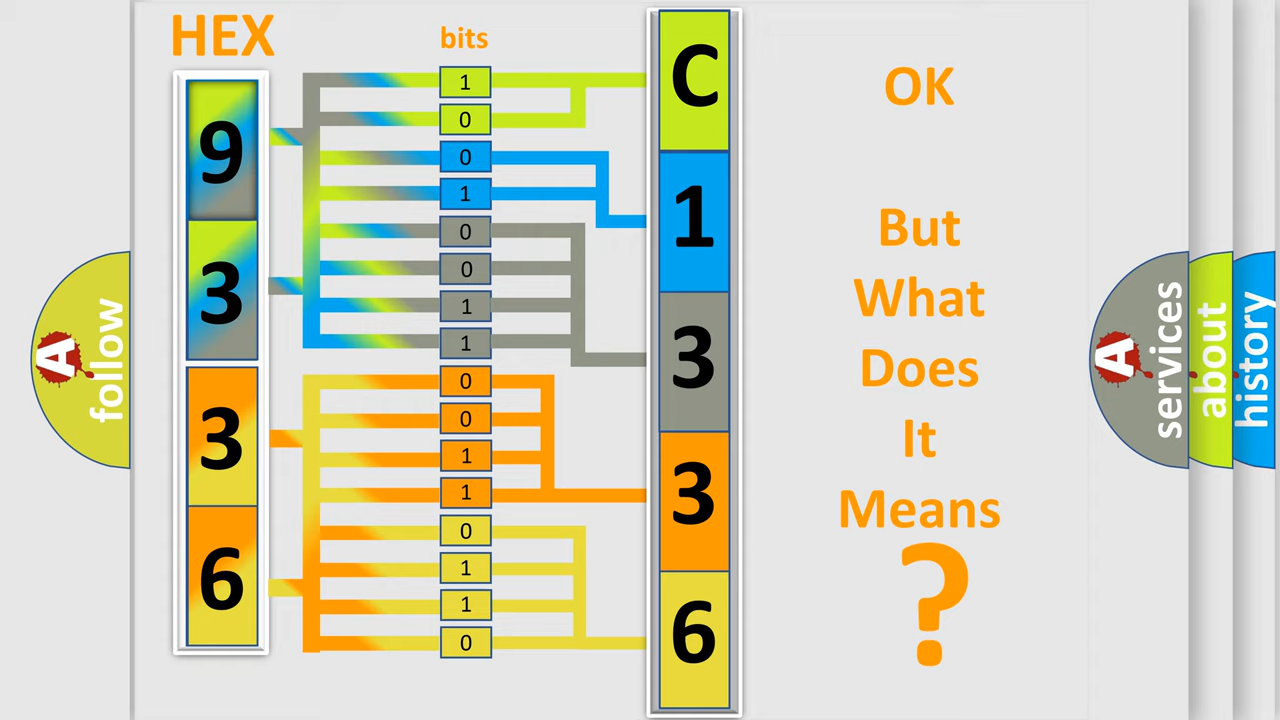 HEX
bits
9
3
3
6
1
0
0
1
0
0
1
1
0
0
1
1
0
1
1
0
C
1
3
3
6
OK
But
What
Does
It
Means
?
A
follow
A
services
about
history